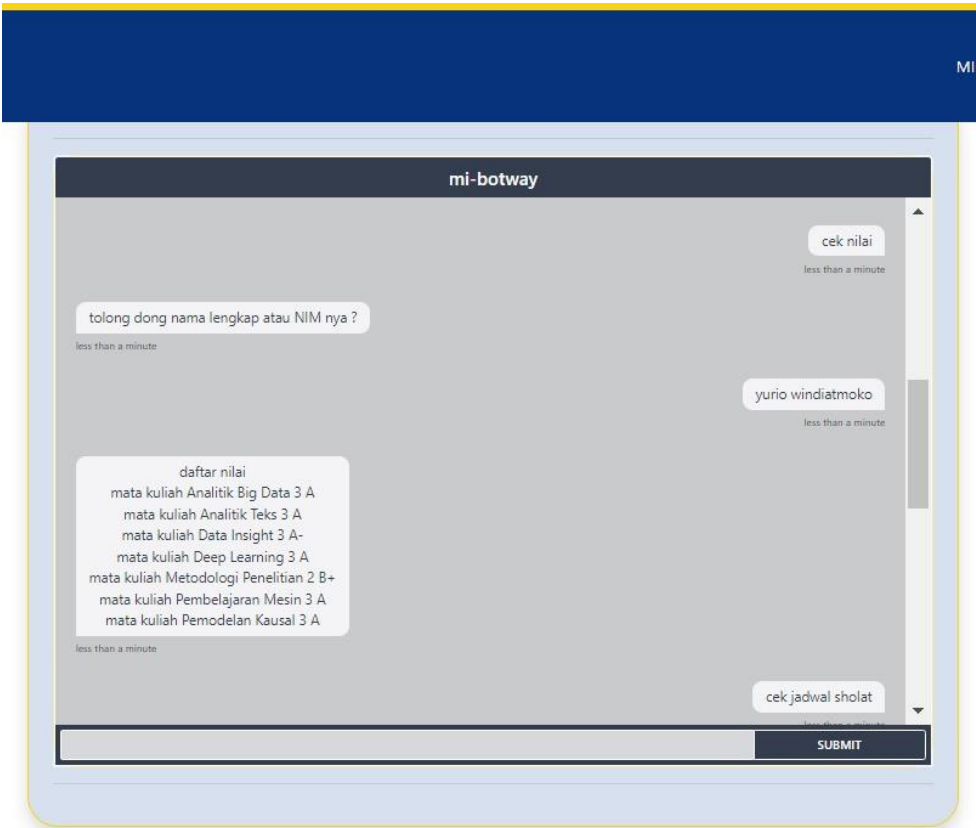 MI
mi-botway
cek nilai
less than a minute
tolong dong nama lengkap atau NIM nya ?
less than a minute
yurio windiatmoko
less than a minute
daftar nilai
mata kuliah Analitik Big Data 3 A
mata kuliah Analitik Teks 3 A
mata kuliah Data Insight 3 A-
mata kuliah Deep Learning 3 A
mata kuliah Metodologi Penelitian 2 B+
mata kuliah Pembelajaran Mesin 3 A
mata kuliah Pemodelan Kausal 3 A
less than a minute
cek jadwal sholat
less than a minute
SUBMIT